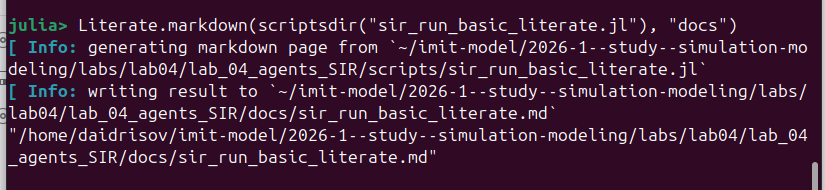 julia> Literate.markdown(scriptsdir("sir_run_basic_literate.jl"), "docs")
[ Info: generating markdown page from `~/imit-model/2026-1--study--simulation-mo
deling/labs/lab04/lab_04_agents_SIR/scripts/sir_run_basic_literate.jl`
[ Info: writing result to `~/imit-model/2026-1--study--simulation-modeling/labs/
lab04/lab_04_agents_SIR/docs/sir_run_basic_literate.md`
"/home/daidrisov/imit-model/2026-1--study--simulation-modeling/labs/lab04/lab_04
_agents_SIR/docs/sir_run_basic_literate.md"